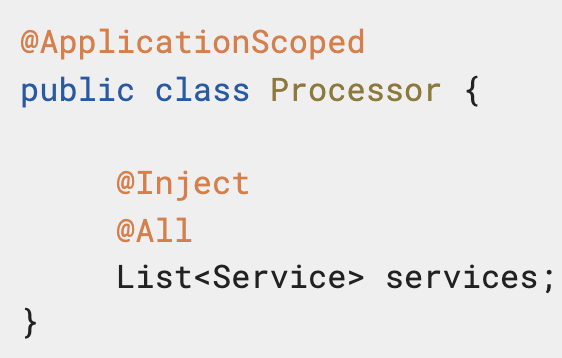 @ApplicationScoped
public class Processor {
@Inject
@All
List<Service> services;
}